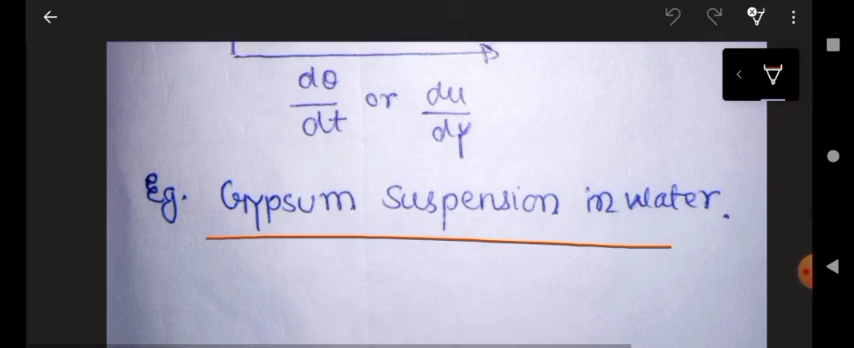 dθ/dt or du/dy
Eg. Gypsum suspension in water.